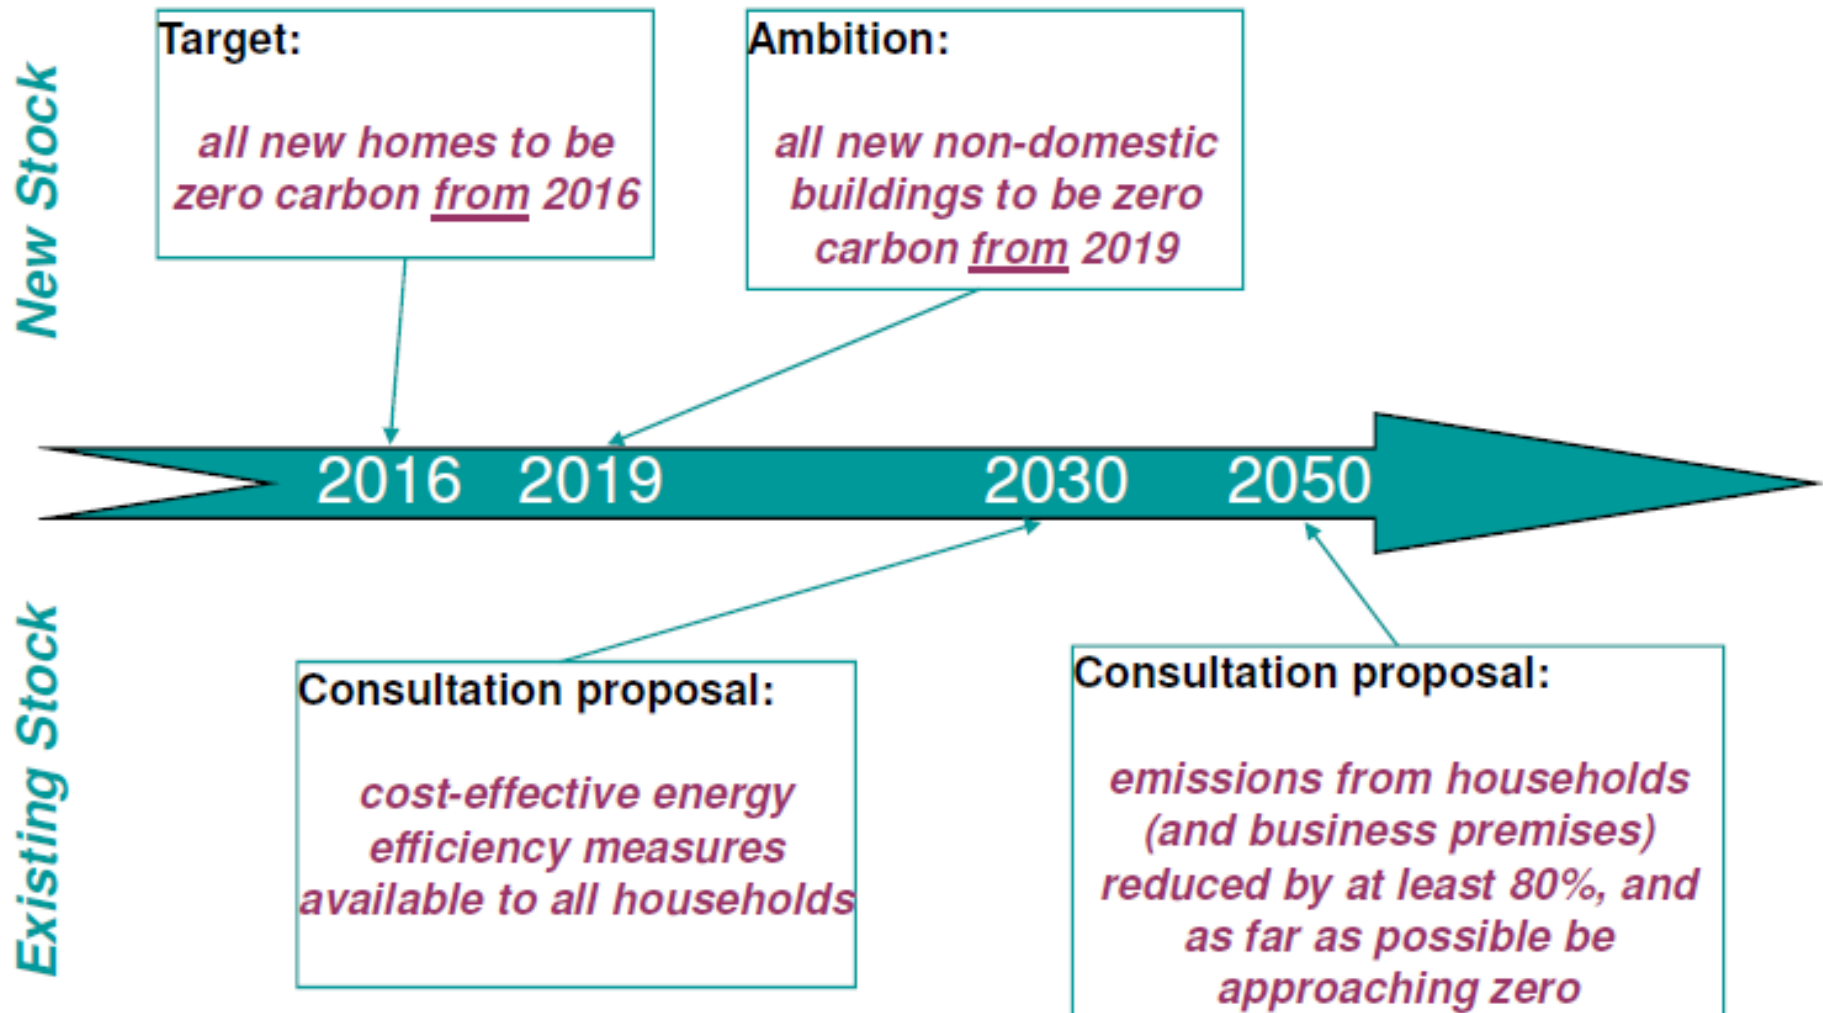 New Stock
Target:
all new homes to be
zero carbon from 2016
Ambition:
all new non-domestic
buildings to be zero
carbon from 2019
2016 2019 2030 2050
Existing Stock
Consultation proposal:
cost-effective energy
efficiency measures
available to all households
Consultation proposal:
emissions from households
(and business premises)
reduced by at least 80%, and
as far as possible be
approaching zero